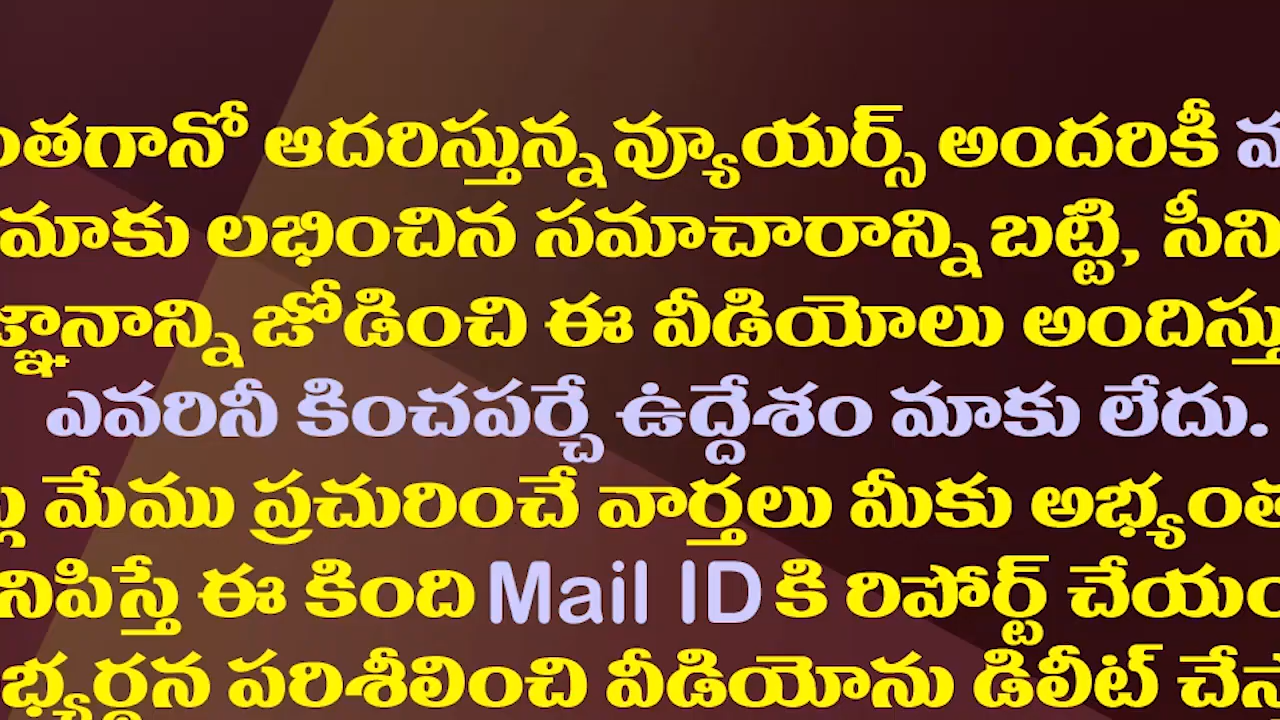 ంతగానో ఆదరిస్తున్న వ్యూయర్స్ అందరికీ
మాకు లభించిన సమాచారాన్ని బట్టి, సీని
జ్ఞానాన్ని జోడించి ఈ వీడియోలు అందిస్తు
ఎవరినీ కించపర్చే ఉద్దేశం మాకు లేదు.
మేము ప్రచురించే వార్తలు మీకు అభ్యంత
నిపిస్తే ఈ కింది Mail ID కి రిపోర్ట్ చేయం
భ్యర్థన పరిశీలించి వీడియోను డిలీట్ చేస